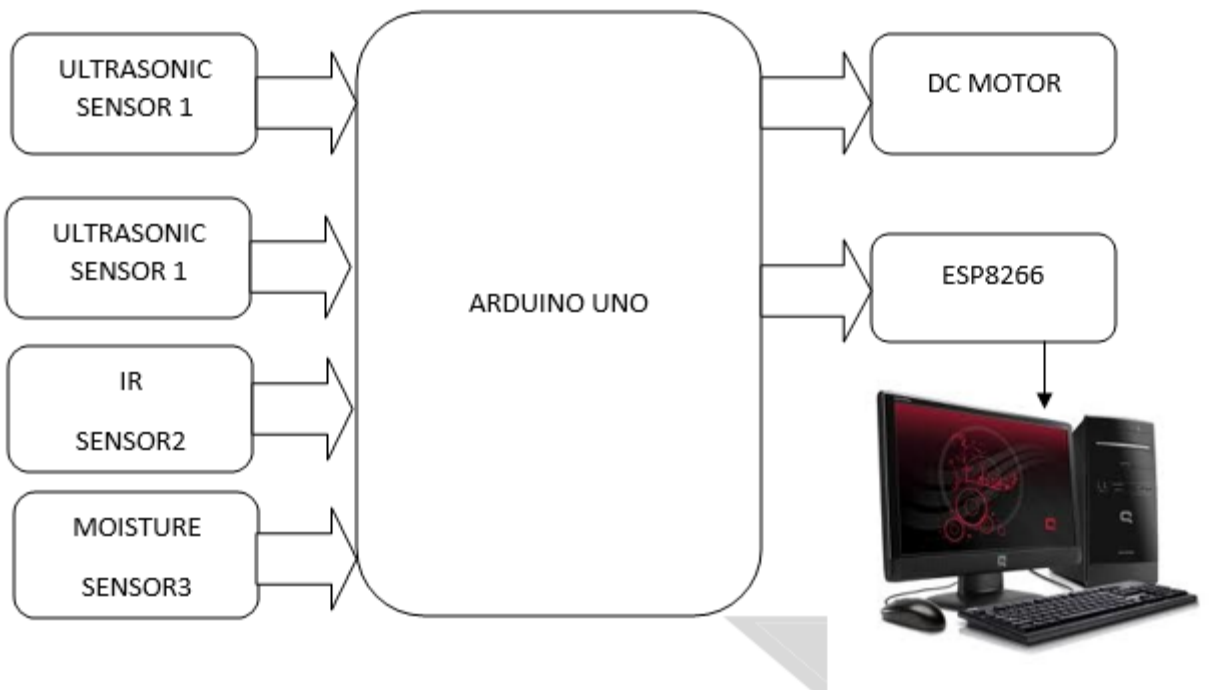 ULTRASONIC
SENSOR 1
ULTRASONIC
SENSOR 1
IR
SENSOR2
MOISTURE
SENSOR3
ARDUINO UNO
DC MOTOR
ESP8266